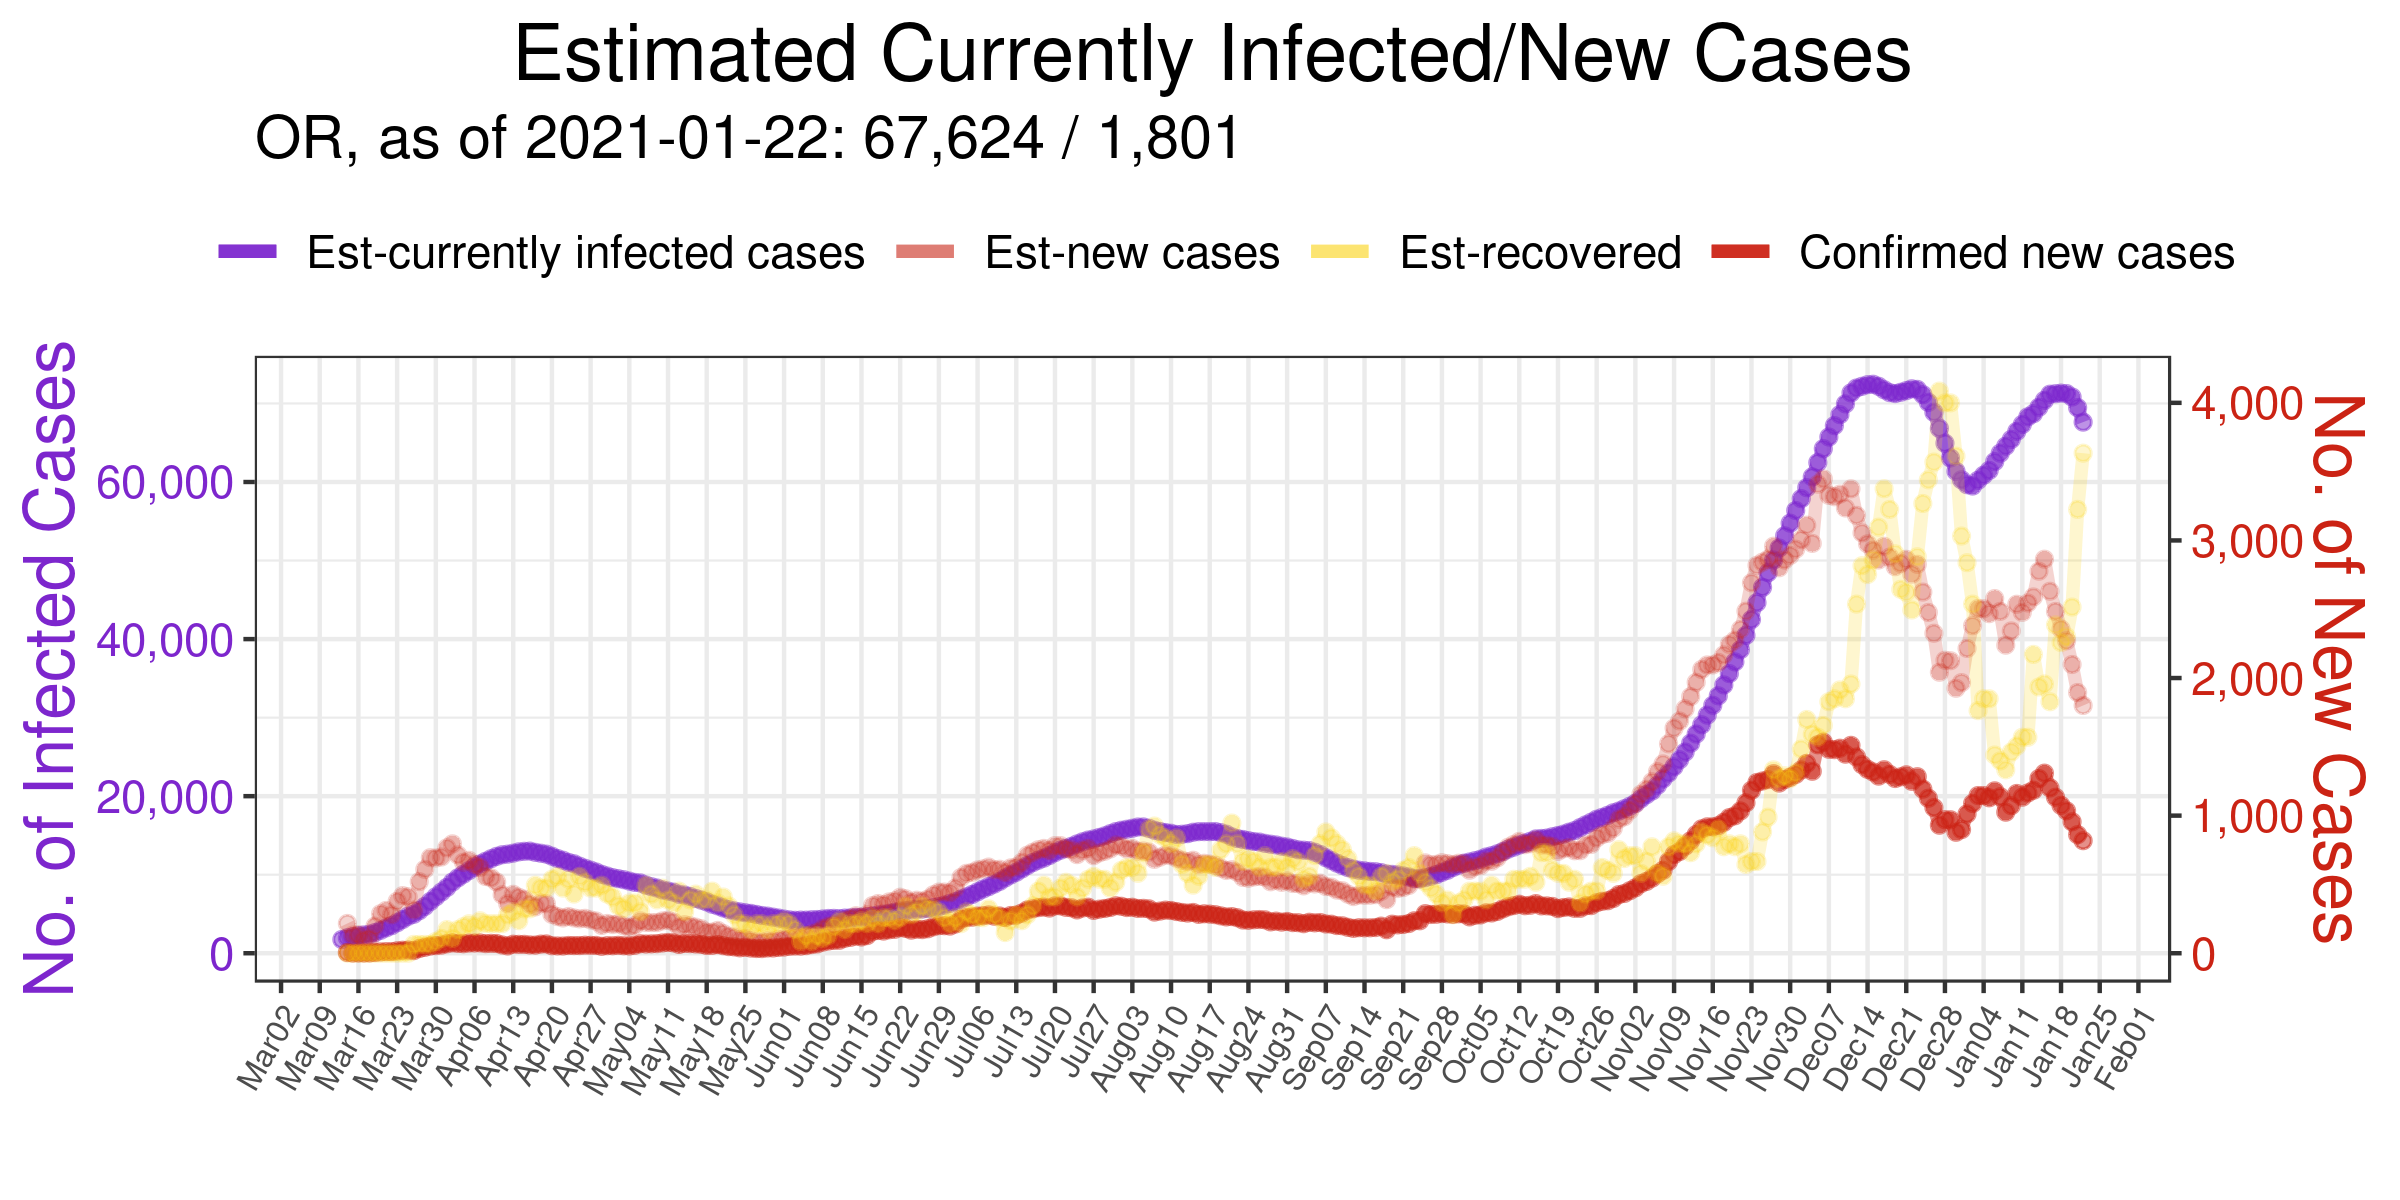 Estimated Currently Infected/New Cases
OR, as of 2021-01-22: 67,624 / 1,801
Est-currently infected cases Est-new cases Est-recovered Confirmed new cases
No. of Infected Cases
60,000
40,000
20,000
0
4,000
3,000
2,000
1,000
0
No. of New Cases
Mar02 Mar09 Mar16 Mar23 Mar30 Apr06 Apr13 Apr20 Apr27 May04 May11 May18 May25 Jun01 Jun08 Jun15 Jun22 Jun29 Jul06 Jul13 Jul20 Jul27 Aug03 Aug10 Aug17 Aug24 Aug31 Sep07 Sep14 Sep21 Sep28 Oct05 Oct12 Oct19 Oct26 Nov02 Nov09 Nov16 Nov23 Nov30 Dec07 Dec14 Dec21 Dec28 Jan04 Jan11 Jan18 Jan25 Feb01